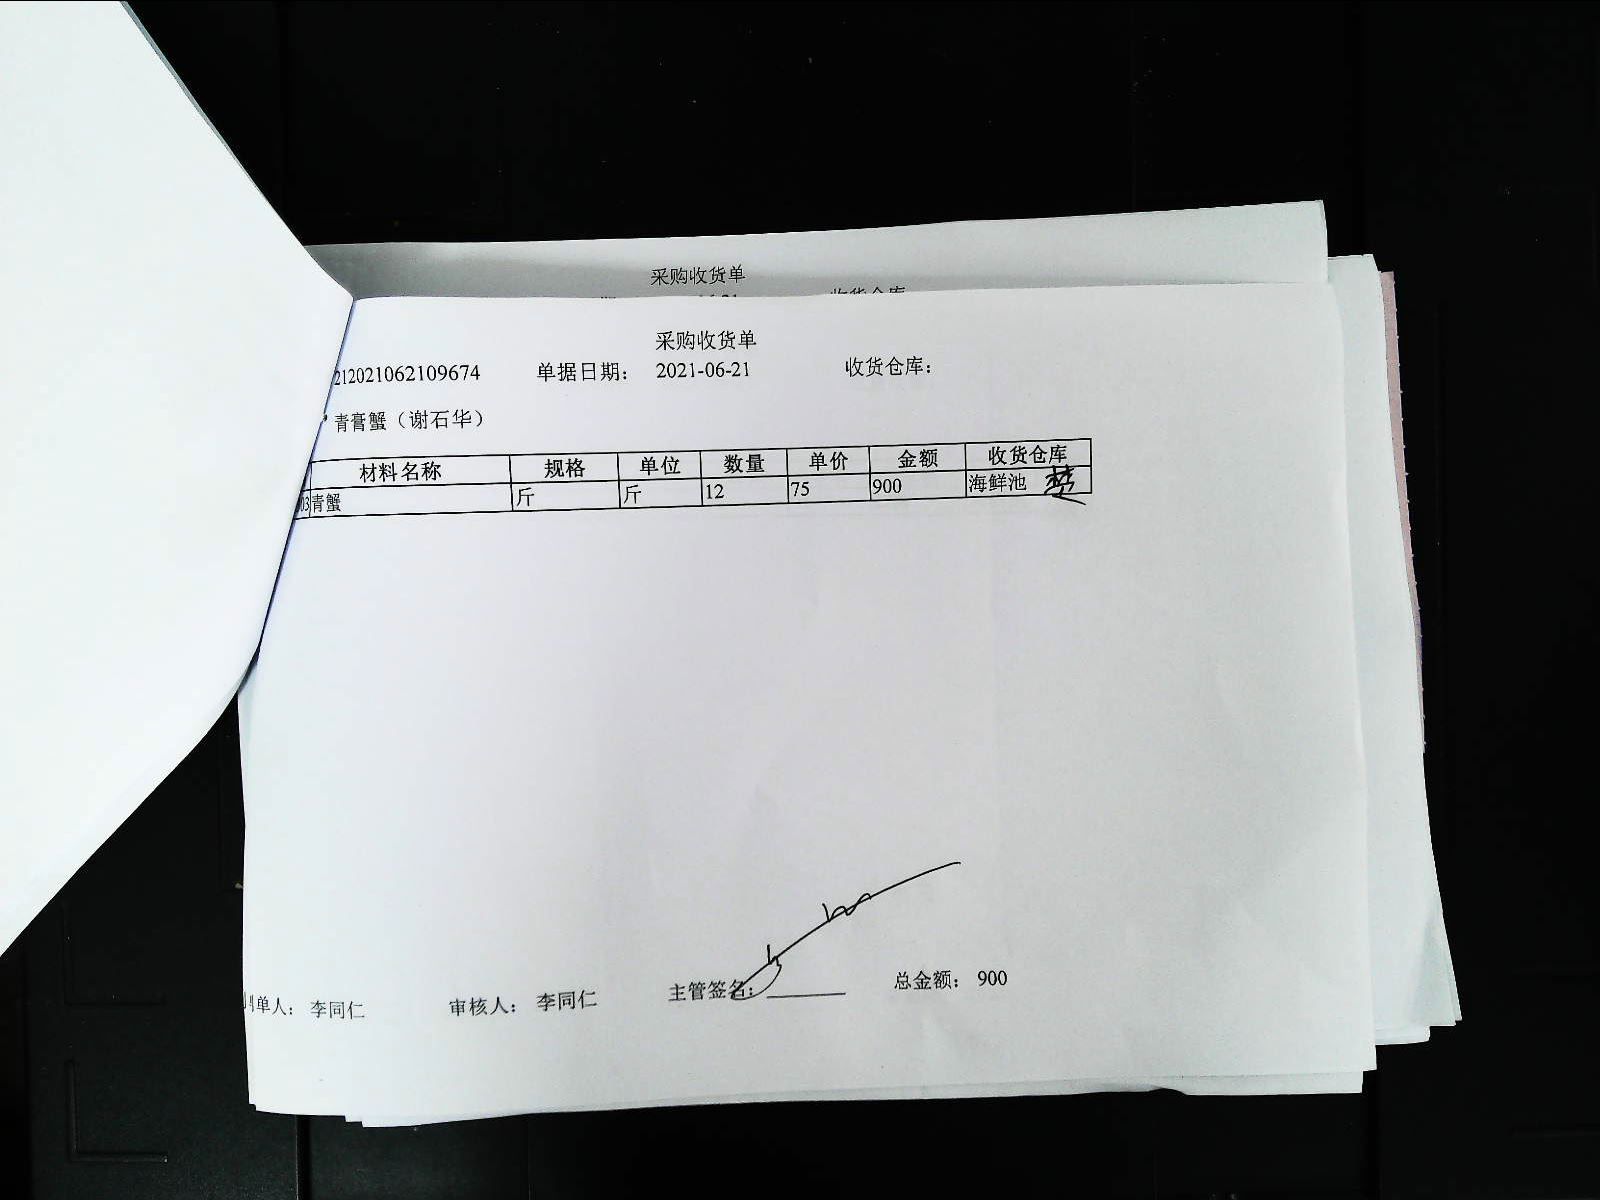 采购收货单
采购收货单
212021062109674 单据日期： 2021-06-21 收货仓库：
青膏蟹（谢石华）
材料名称 规格 单位 数量 单价 金额 收货仓库
03 青蟹 斤 斤 12 75 900 海鲜池
单人： 李同仁 审核人： 李同仁 主管签名： 总金额： 900